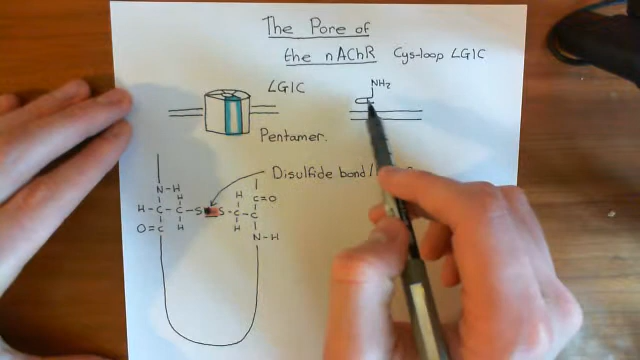 The Pore of
the nAChR Cys-loop LGIC
LGIC
NH2
Pentamer.
Disulfide bond/
N-H
H
H-C-C-S S-C-C
H
C=O
O=C
H
H
N-H